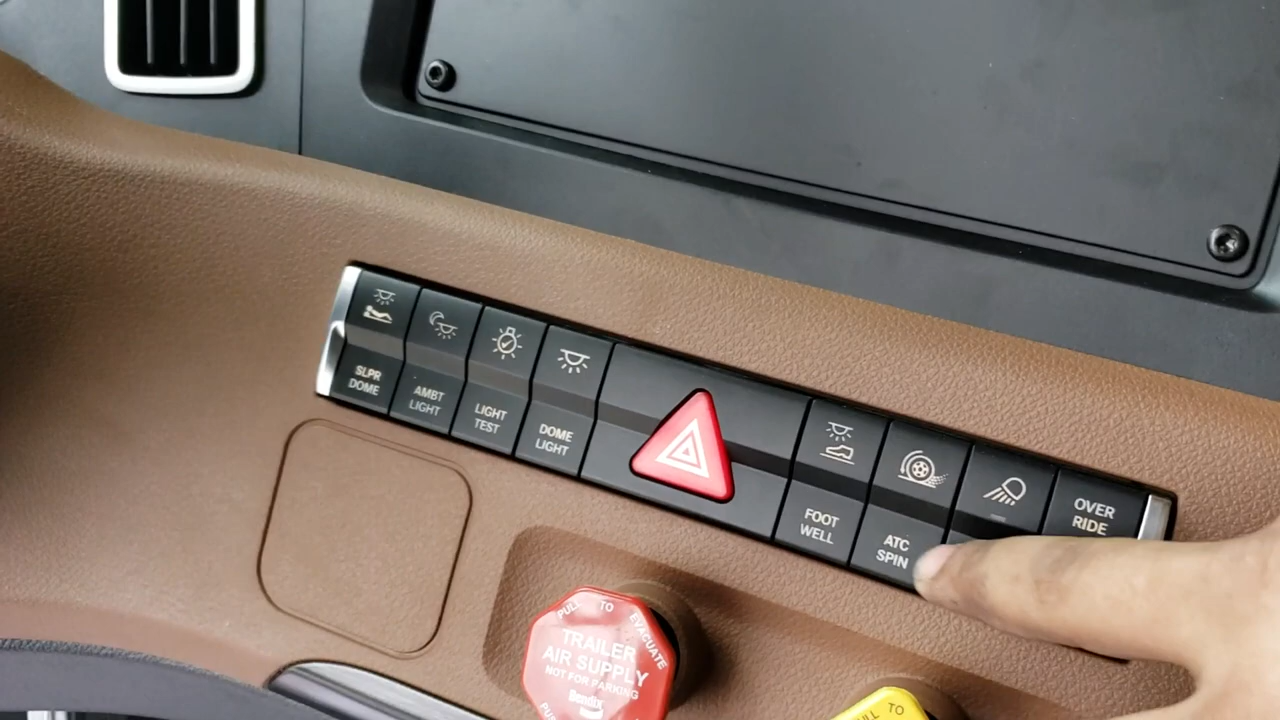 SLPR
DOME
AMBT
LIGHT
LIGHT
TEST
DOME
LIGHT
FOOT
WELL
ATC
SPIN
OVER
RIDE
PULL TO EVACUATE
TRAILER
AIR SUPPLY
NOT FOR PARKING
Bendix
TO